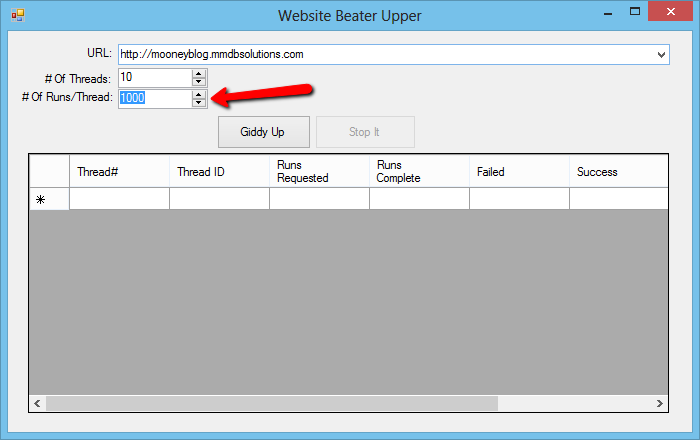 Website Beater Upper
URL: http://mooneyblog.mmdbsolutions.com
# Of Threads: 10
# Of Runs/Thread: 1000
Giddy Up Stop It
Thread# Thread ID Runs Requested Runs Complete Failed Success